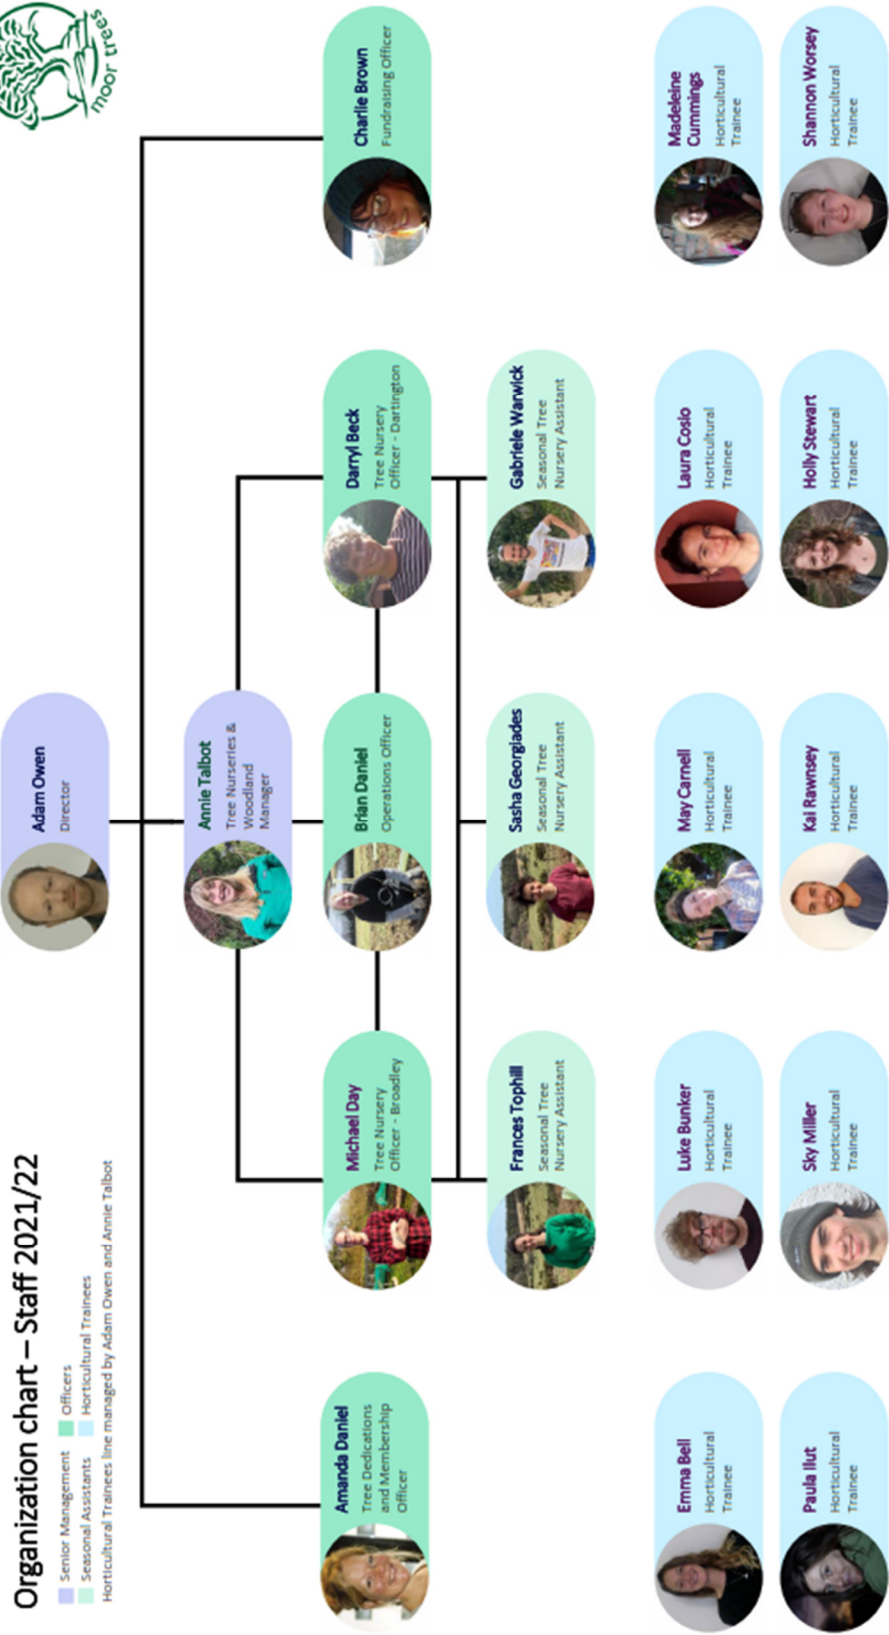 moor trees
Organization chart – Staff 2021/22
Senior Management
Officers
Seasonal Assistants
Horticultural Trainees
Horticultural Trainees line managed by Adam Owen and Annie Talbot
Adam Owen
Director
Annie Talbot
Tree Nurseries &
Woodland
Manager
Amanda Daniel
Tree Dedications
and Membership
Officer
Michael Day
Tree Nursery
Officer - Broadley
Brian Daniel
Operations Officer
Darryl Beck
Tree Nursery
Officer - Dartington
Charlie Brown
Fundraising Officer
Frances Tophill
Seasonal Tree
Nursery Assistant
Sasha Georgiades
Seasonal Tree
Nursery Assistant
Gabriele Warwick
Seasonal Tree
Nursery Assistant
Emma Bell
Horticultural
Trainee
Luke Bunker
Horticultural
Trainee
May Carnell
Horticultural
Trainee
Laura Cosio
Horticultural
Trainee
Madeleine
Cummings
Horticultural
Trainee
Paula Ilut
Horticultural
Trainee
Sky Miller
Horticultural
Trainee
Kai Rawnsey
Horticultural
Trainee
Holly Stewart
Horticultural
Trainee
Shannon Worsey
Horticultural
Trainee